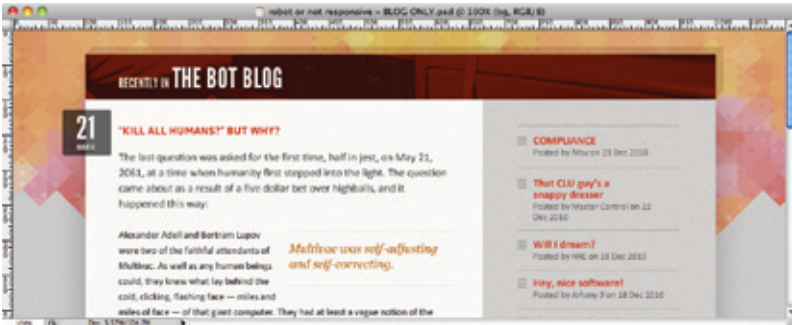 robot or not responsive – BLOG ONLY.psd @ 100% (bg, RGB/8)
RECENTLY IN THE BOT BLOG
21
"KILL ALL HUMANS?" BUT WHY?
The last question was asked for the first time, half in jest, on May 21,
2061, at a time when humanity first stepped into the light. The question
came about as a result of a five dollar bet over highballs, and it
happened this way:
Alexander Adell and Bertram Lupov
were two of the faithful attendants of
Multivac. As well as any human beings
could, they knew what lay behind the
cold, clicking, flashing face — miles and
miles of face — of that giant computer. They had at least a vague notion of the
Multivac was self-adjusting
and self-correcting.
COMPLIANCE
Posted by Max on 23 Dec 2010
That CLU guy's a
snappy dresser
Posted by Master Control on 22
Dec 2010
Will I dream?
Posted by HAL on 18 Dec 2010
Hey, nice software!
Posted by Johnny 5 on 18 Dec 2010